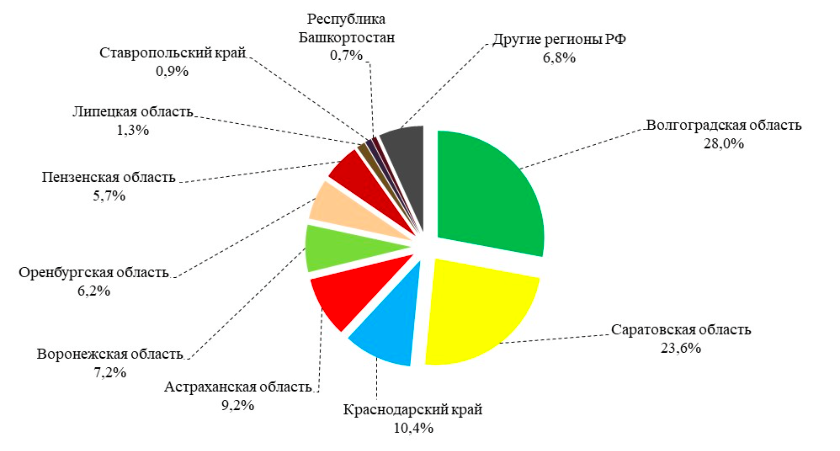 Республика
Башкортостан
0,7%
Другие регионы РФ
6,8%
Ставропольский край
0,9%
Липецкая область
1,3%
Волгоградская область
28,0%
Пензенская область
5,7%
Оренбургская область
6,2%
Саратовская область
23,6%
Воронежская область
7,2%
Астраханская область
9,2%
Краснодарский край
10,4%